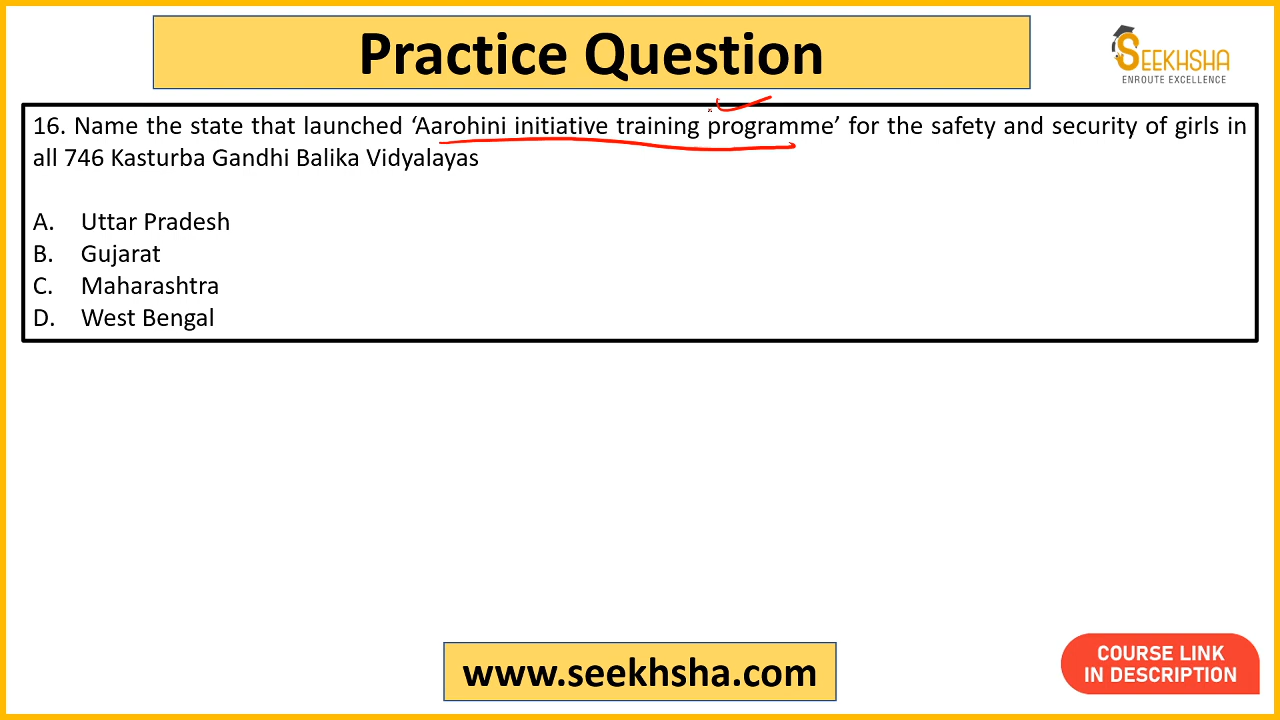 Practice Question
SEEKHSHA
ENROUTE EXCELLENCE
16. Name the state that launched ‘Aarohini initiative training programme’ for the safety and security of girls in
all 746 Kasturba Gandhi Balika Vidyalayas
A. Uttar Pradesh
B. Gujarat
C. Maharashtra
D. West Bengal
www.seekhsha.com
COURSE LINK
IN DESCRIPTION